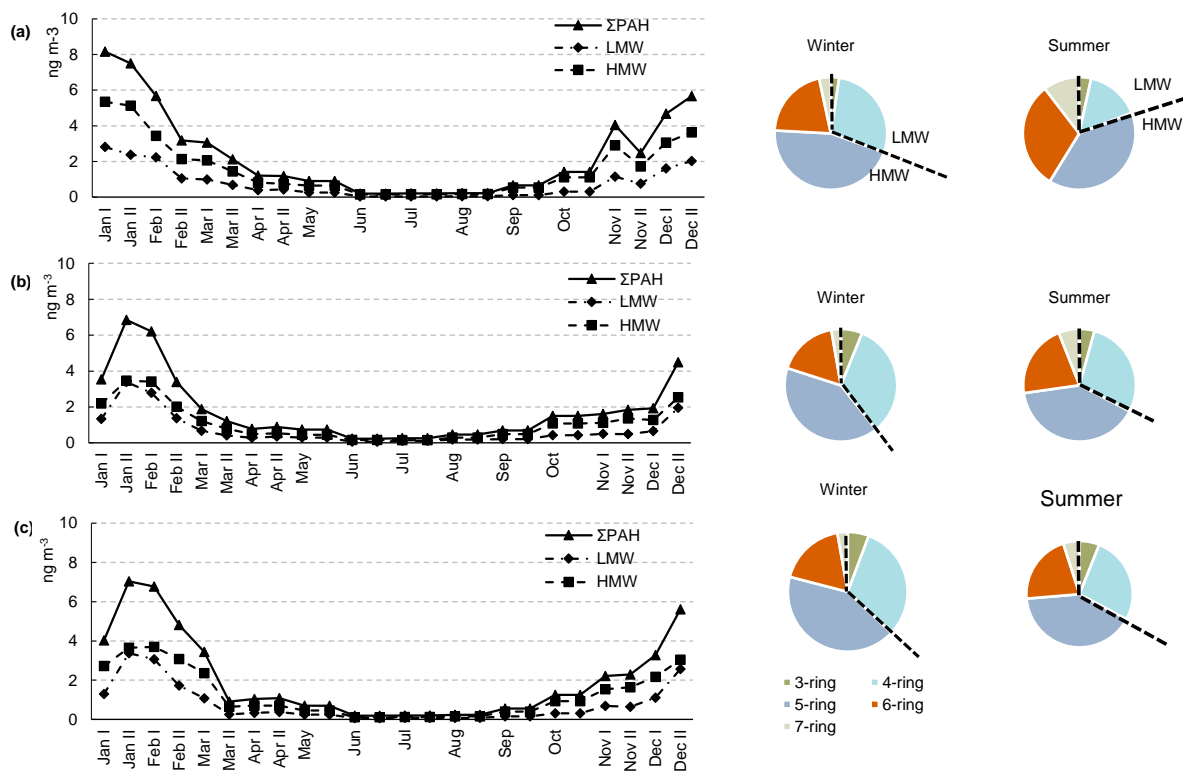 (a)
ng m-3
10
8
6
4
2
0
ΣPAH
LMW
HMW
Jan I
Jan II
Feb I
Feb II
Mar I
Mar II
Apr I
Apr II
May
Jun
Jul
Aug
Sep
Oct
Nov I
Nov II
Dec I
Dec II
Winter
LMW
HMW
Summer
LMW
HMW
(b)
ng m⁻³
10
8
6
4
2
0
ΣPAH
LMW
HMW
Jan I
Jan II
Feb I
Feb II
Mar I
Mar II
Apr I
Apr II
May
Jun
Jul
Aug
Sep
Oct
Nov I
Nov II
Dec I
Dec II
Winter
Summer
(c)
ng m⁻³
10
8
6
4
2
0
ΣPAH
LMW
HMW
Jan I
Jan II
Feb I
Feb II
Mar I
Mar II
Apr I
Apr II
May
Jun
Jul
Aug
Sep
Oct
Nov I
Nov II
Dec I
Dec II
Winter
Summer
3-ring
4-ring
5-ring
6-ring
7-ring